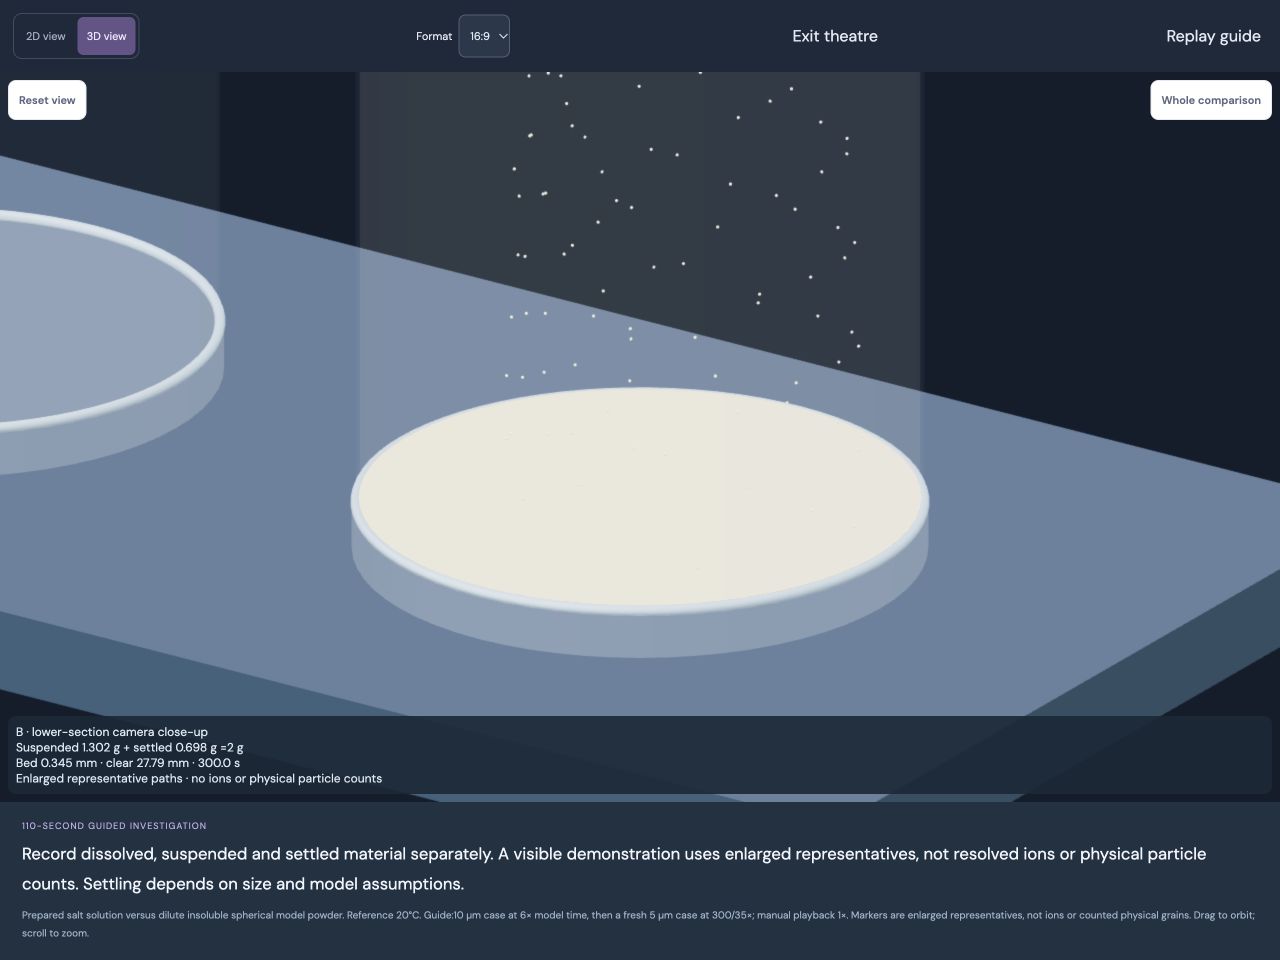 2D view
3D view
Format
16:9
Exit theatre
Replay guide
Reset view
Whole comparison
B · lower-section camera close-up
Suspended 1.302 g + settled 0.698 g =2 g
Bed 0.345 mm · clear 27.79 mm · 300.0 s
Enlarged representative paths · no ions or physical particle counts
110-SECOND GUIDED INVESTIGATION
Record dissolved, suspended and settled material separately. A visible demonstration uses enlarged representatives, not resolved ions or physical particle
counts. Settling depends on size and model assumptions.
Prepared salt solution versus dilute insoluble spherical model powder. Reference 20°C. Guide:10 µm case at 6× model time, then a fresh 5 µm case at 300/35×; manual playback 1×. Markers are enlarged representatives, not ions or counted physical grains. Drag to orbit;
scroll to zoom.